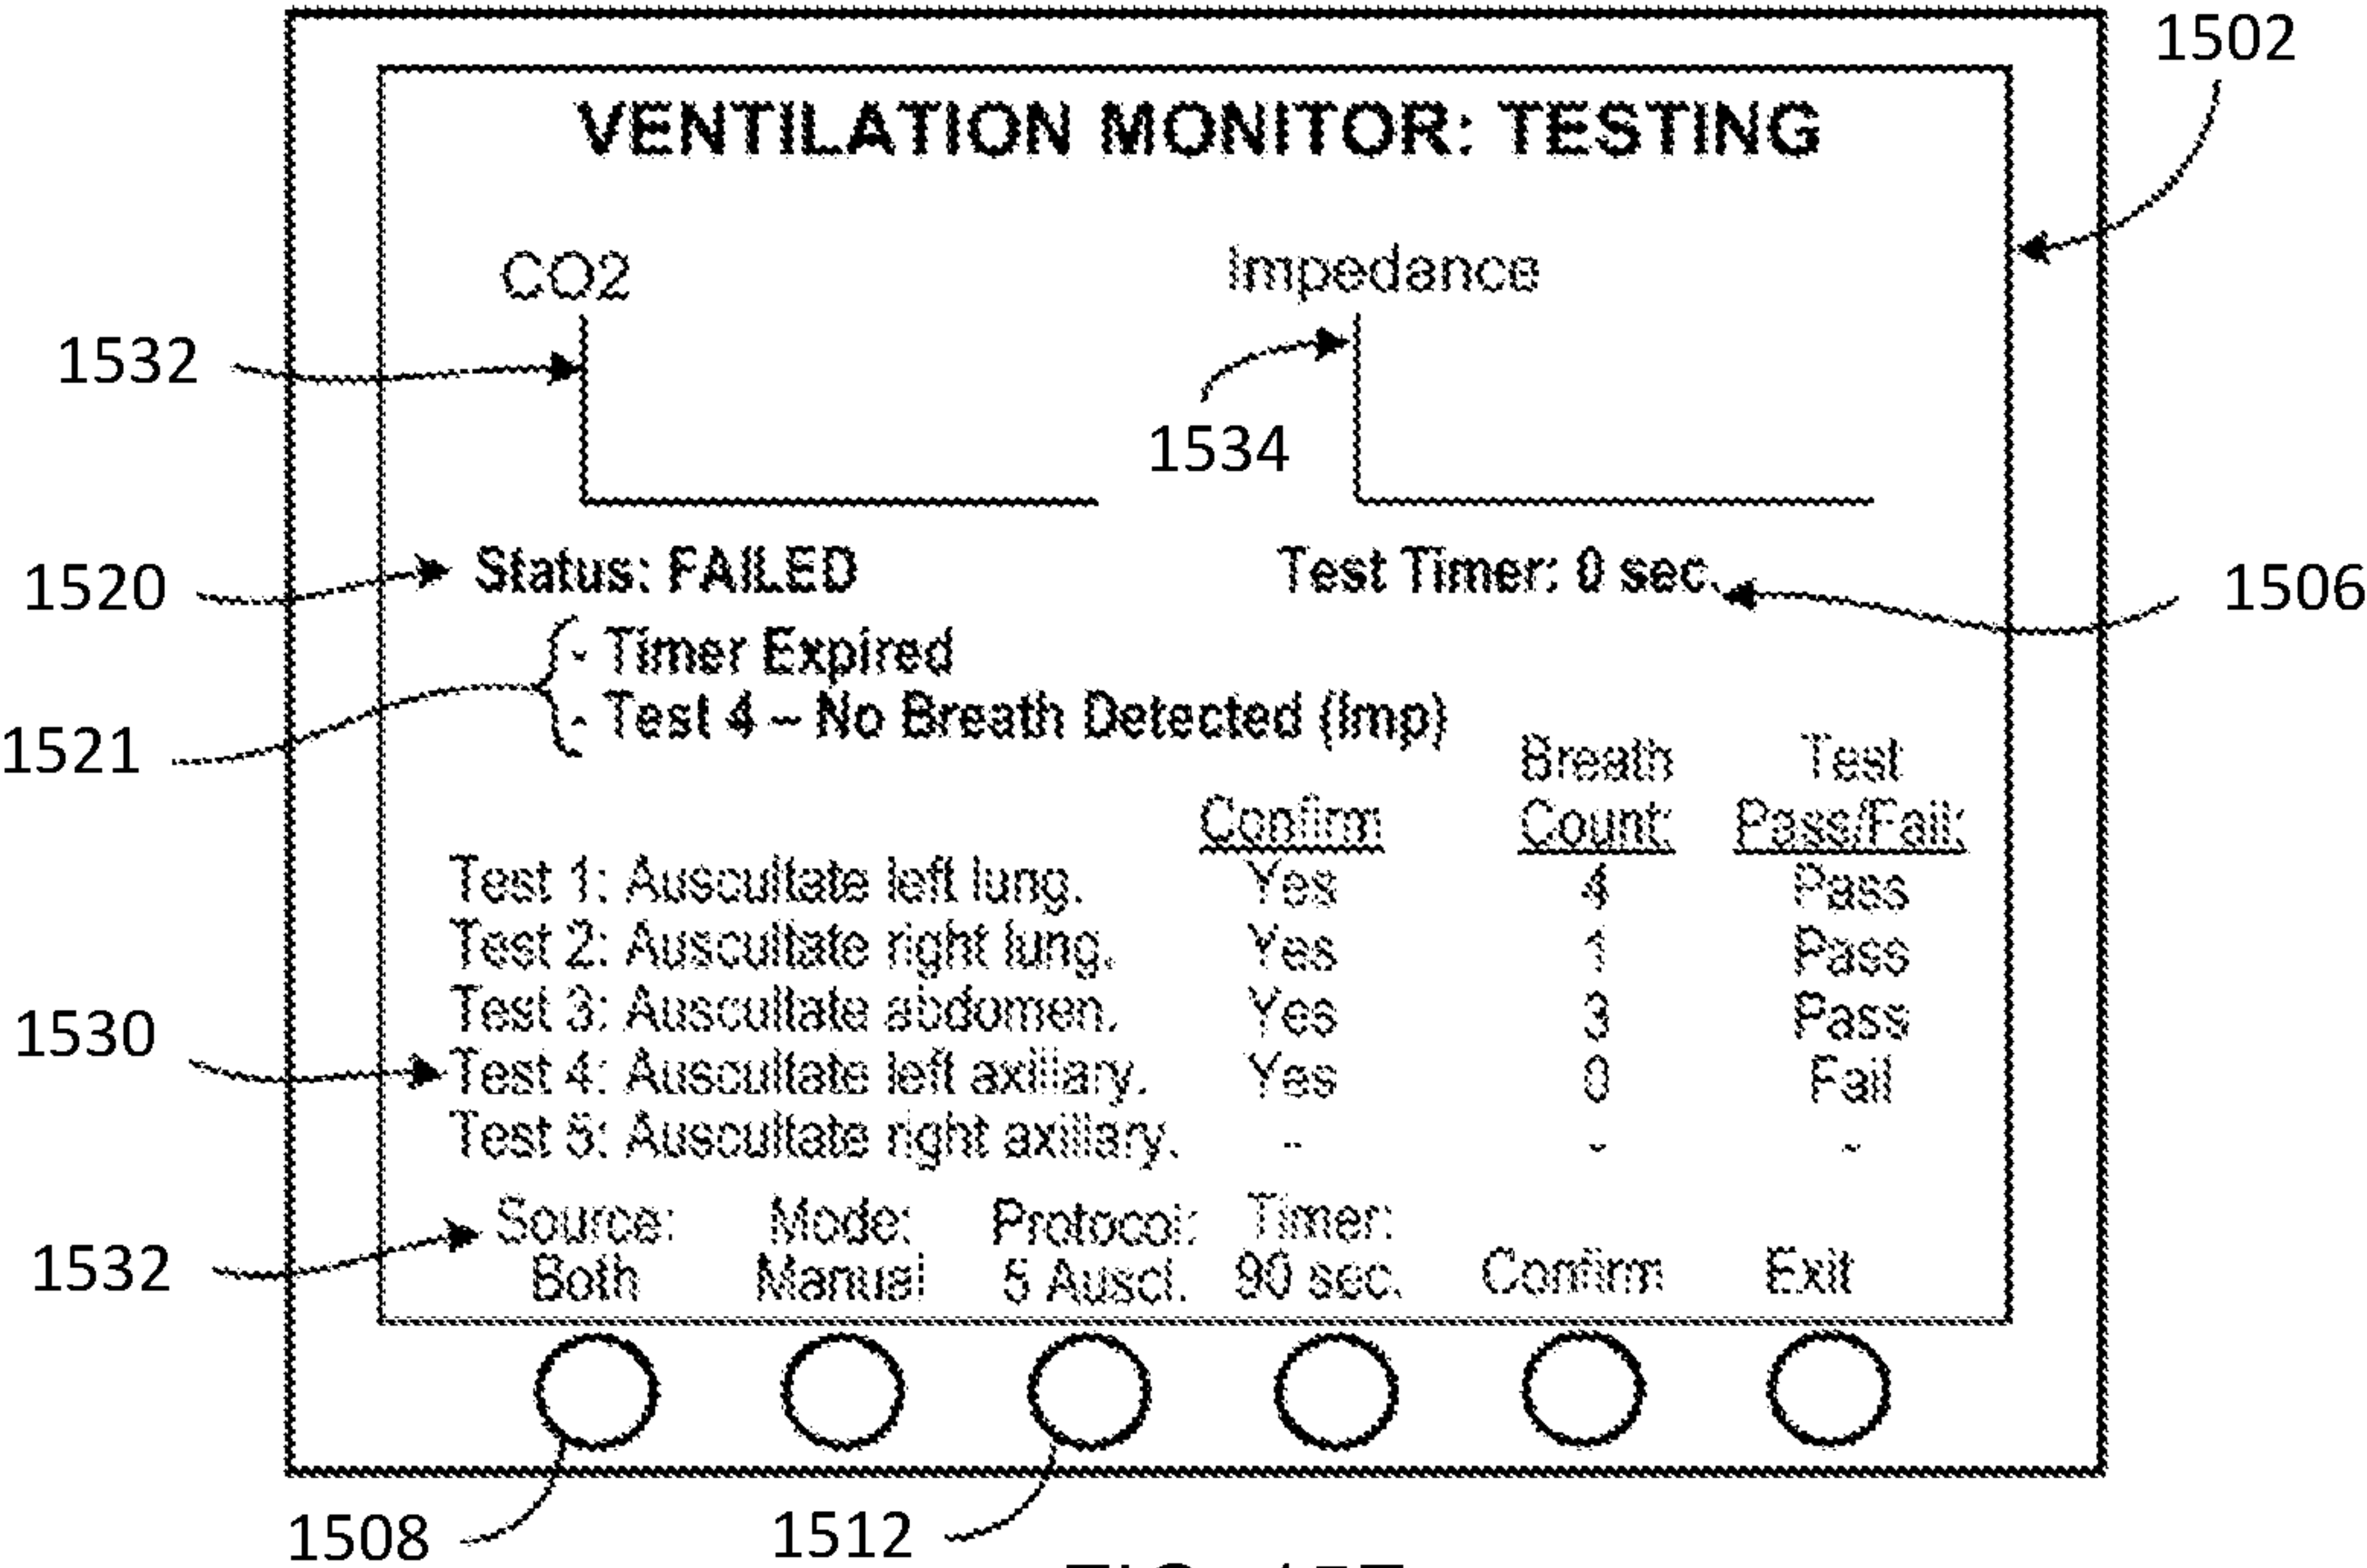 1502
VENTILATION MONITOR: TESTING
CO2
Impedance
1532
1534
Status: FAILED
Test Timer: 0 sec.
1520
1506
- Timer Expired
- Test 4 – No Breath Detected (Imp)
1521
Confirm
Breath Count:
Test Pass/Fail:
Test 1: Auscultate left lung. Yes 4 Pass
Test 2: Auscultate right lung. Yes 1 Pass
Test 3: Auscultate abdomen. Yes 3 Pass
1530
Test 4: Auscultate left axillary. Yes 0 Fail
Test 5: Auscultate right axillary. - - -
1532
Source: Mode: Protocol: Timer:
Both Manual 5 Auscl. 90 sec. Confirm Exit
1508
1512